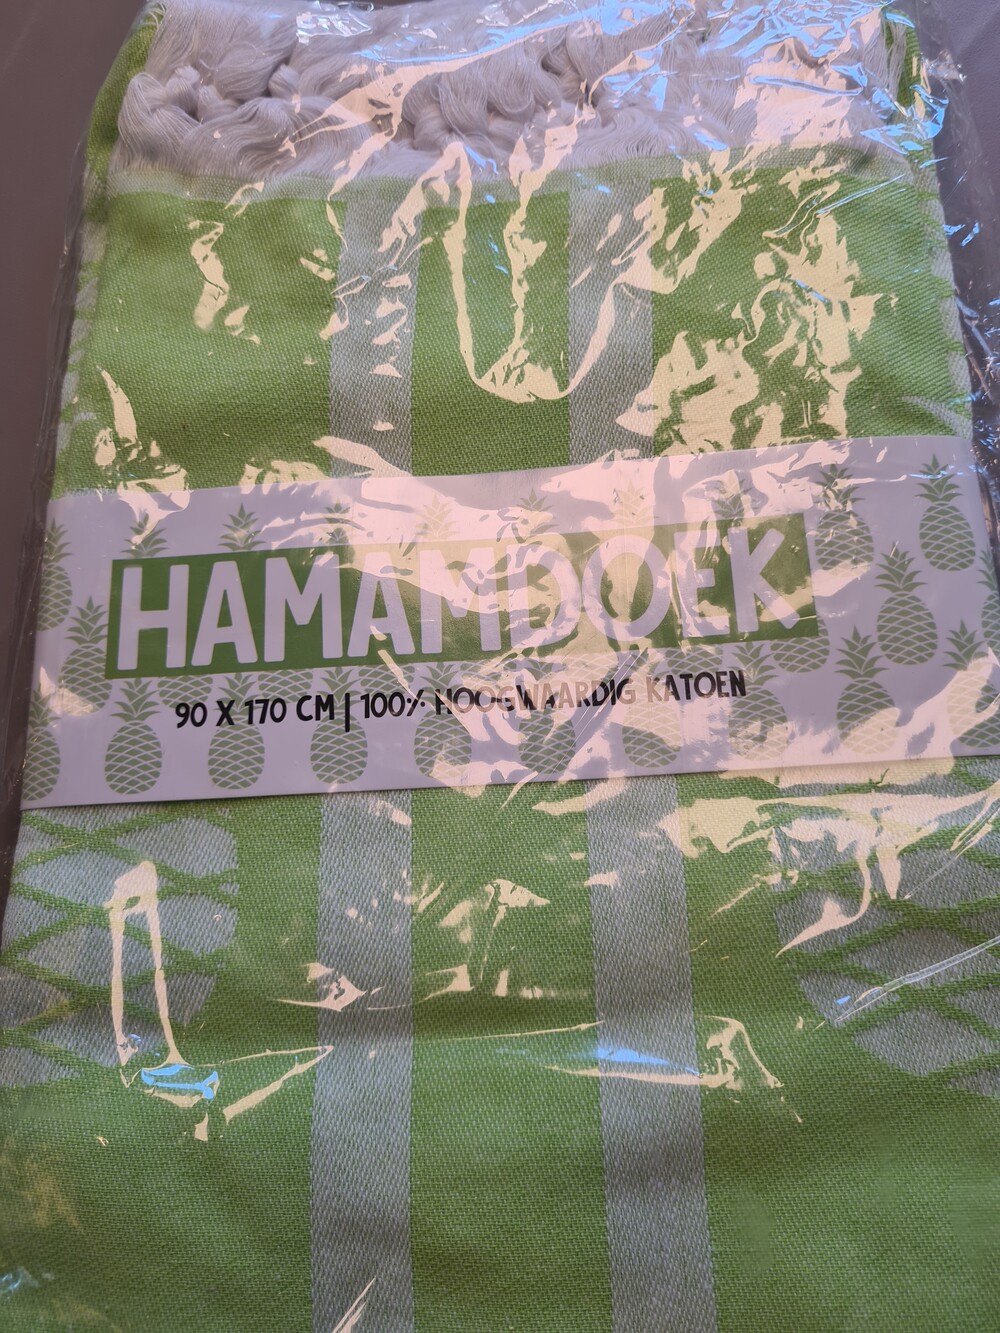 HAMAMDOEK
90 X 170 CM | 100% HOOGWAARDIG KATOEN